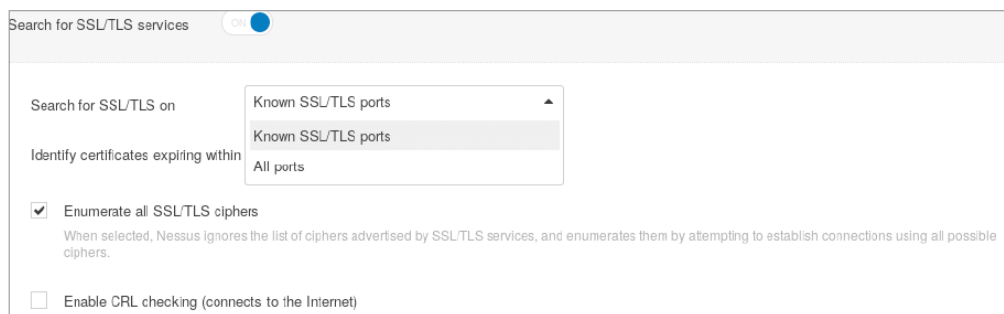 Search for SSL/TLS services ON
Search for SSL/TLS on
Known SSL/TLS ports
Known SSL/TLS ports
All ports
Identify certificates expiring within
Enumerate all SSL/TLS ciphers
When selected, Nessus ignores the list of ciphers advertised by SSL/TLS services, and enumerates them by attempting to establish connections using all possible
ciphers.
Enable CRL checking (connects to the Internet)